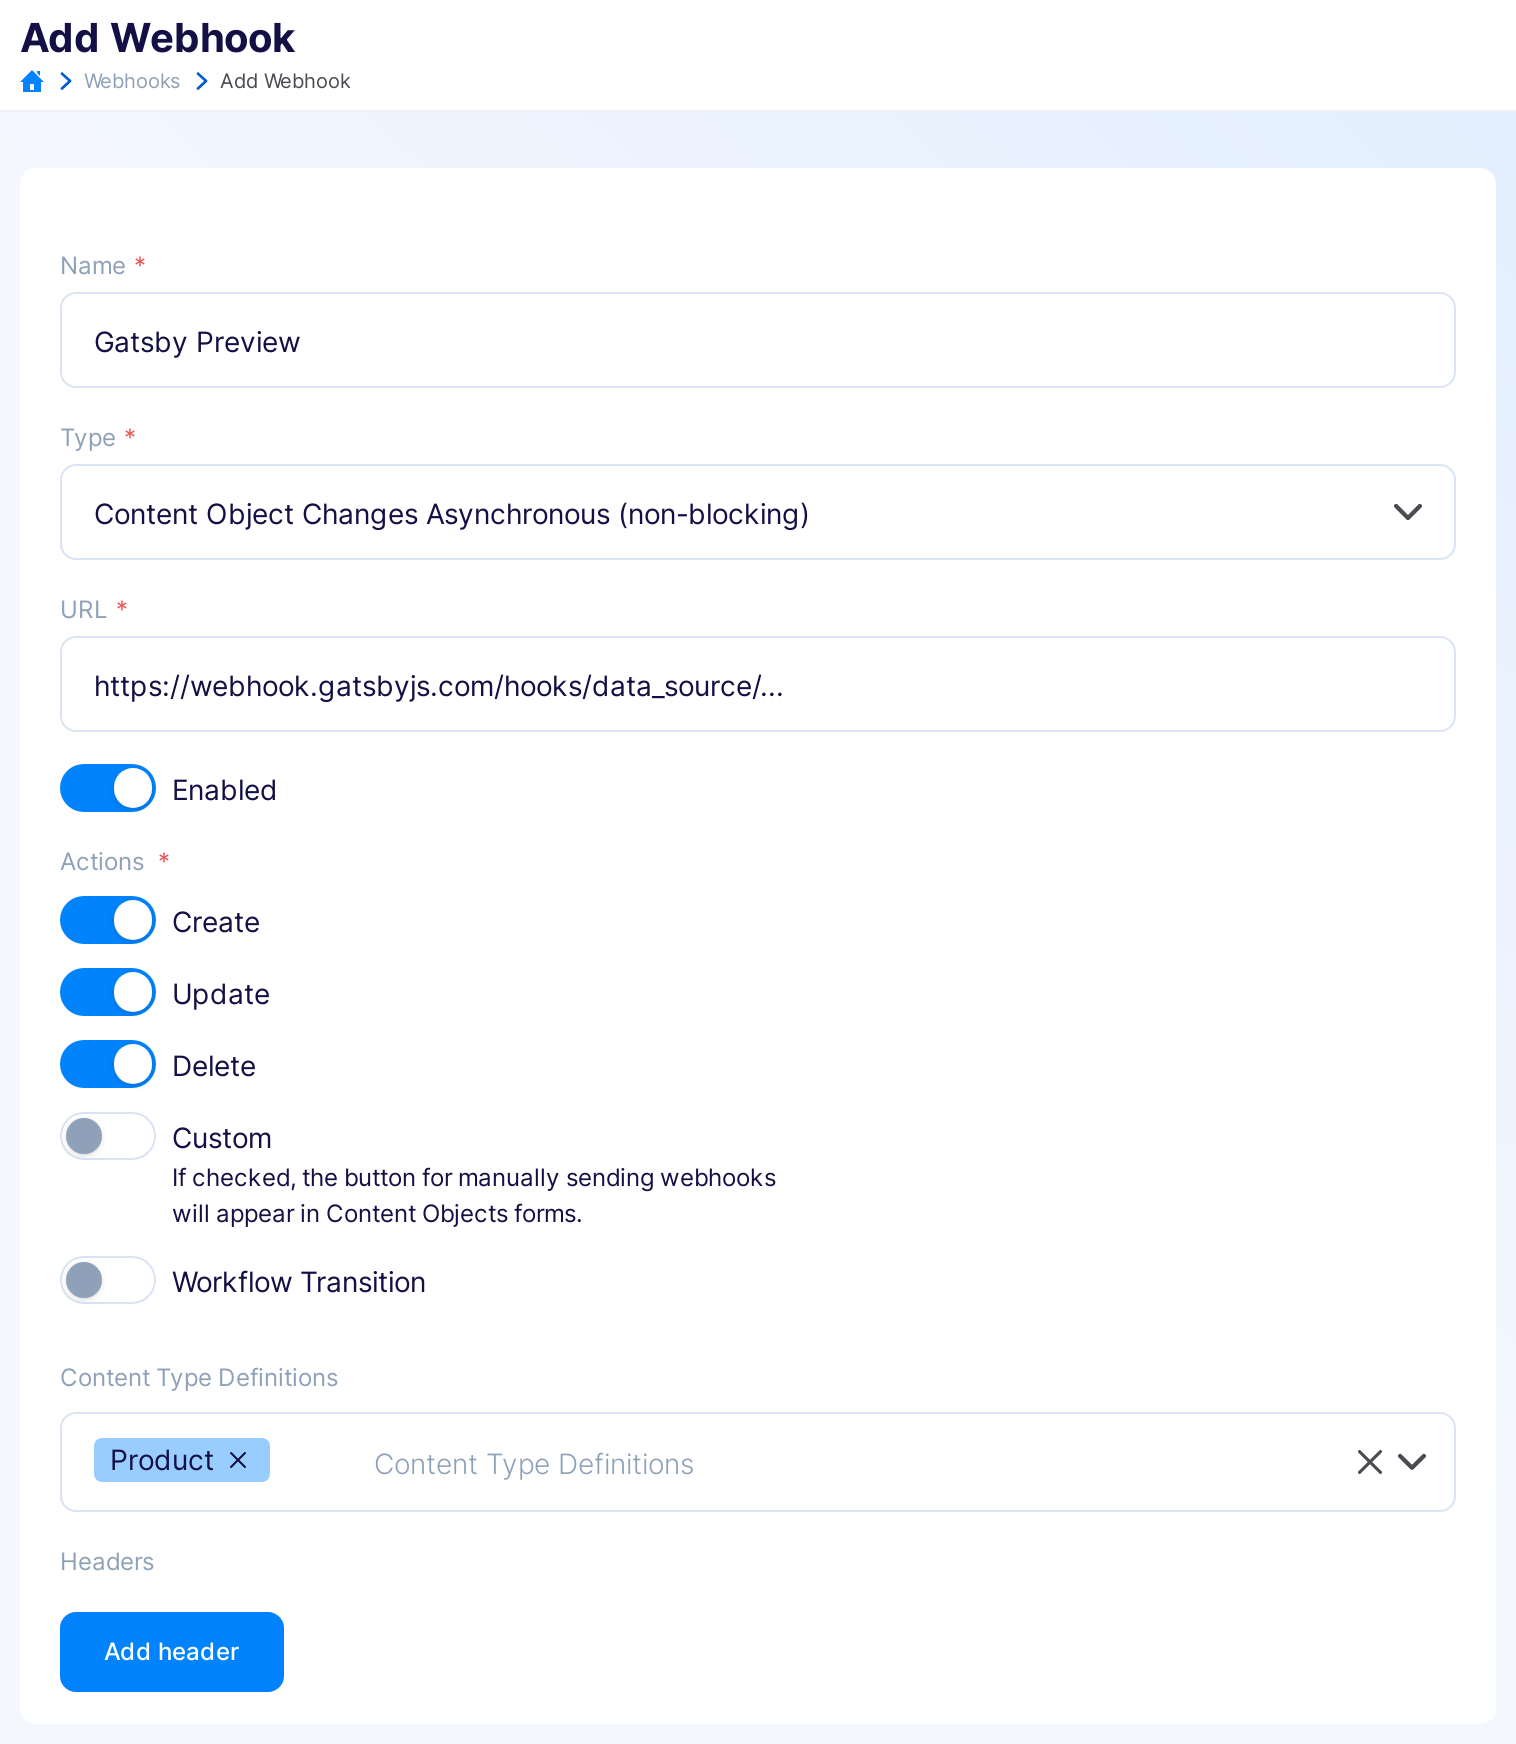 Add Webhook
Webhooks Add Webhook
Name *
Gatsby Preview
Type *
Content Object Changes Asynchronous (non-blocking)
URL *
https://webhook.gatsbyjs.com/hooks/data_source/...
Enabled
Actions *
Create
Update
Delete
Custom
If checked, the button for manually sending webhooks
will appear in Content Objects forms.
Workflow Transition
Content Type Definitions
Product Content Type Definitions
Headers
Add header